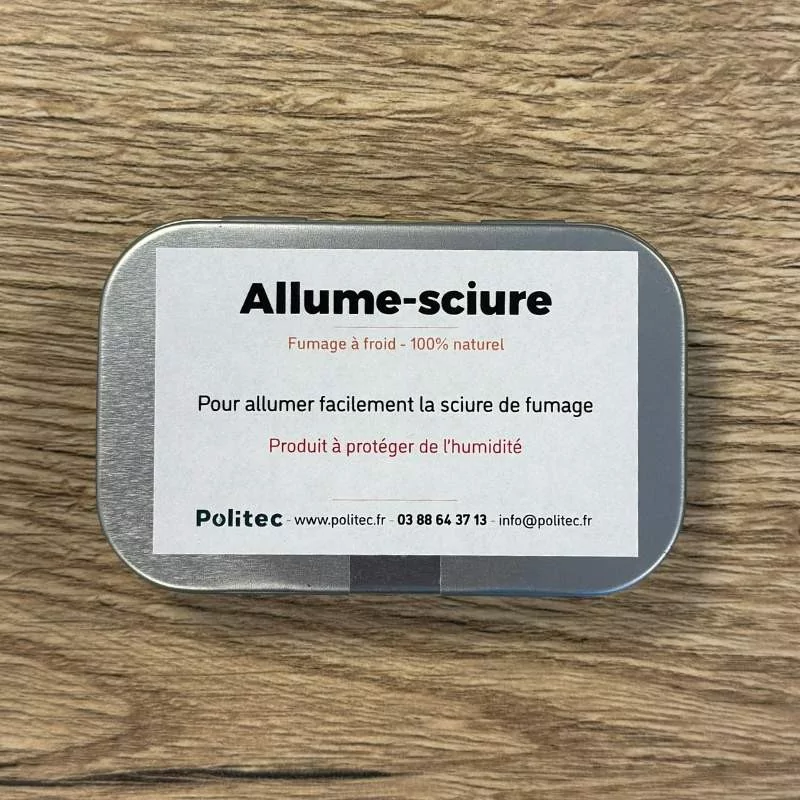 Allume-sciure
Fumage à froid - 100% naturel
Pour allumer facilement la sciure de fumage
Produit à protéger de l'humidité
Politec - www.politec.fr - 03 88 64 37 13 - info@politec.fr